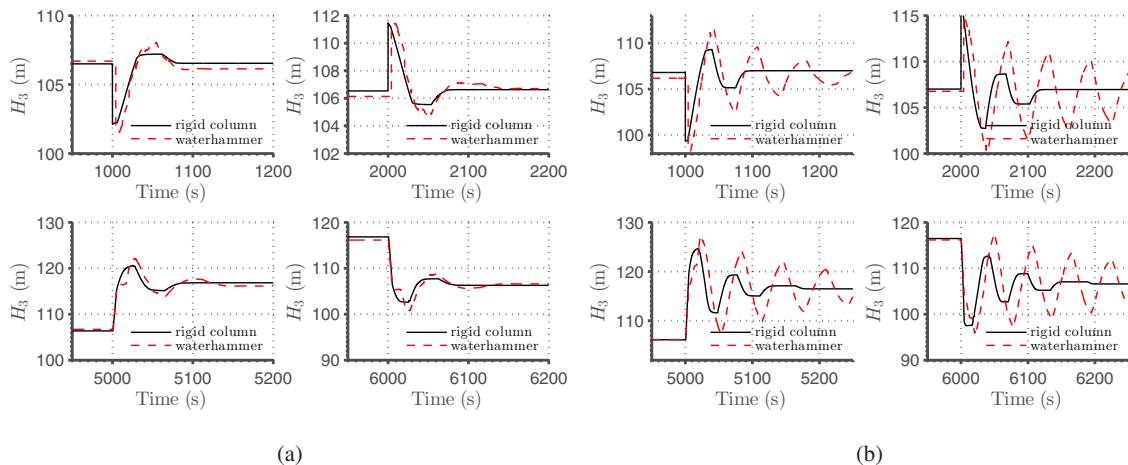 110
105
100
H₃ (m)
1000 1100 1200
Time (s)
rigid column
waterhammer
112
110
108
106
104
102
H₃ (m)
2000 2100 2200
Time (s)
rigid column
waterhammer
130
120
110
100
H₃ (m)
5000 5100 5200
Time (s)
rigid column
waterhammer
120
110
100
90
H₃ (m)
6000 6100 6200
Time (s)
rigid column
waterhammer
(a)
110
105
100
H₃ (m)
1000 1100 1200
Time (s)
rigid column
waterhammer
115
110
105
100
H₃ (m)
2000 2100 2200
Time (s)
rigid column
waterhammer
120
110
H₃ (m)
5000 5100 5200
Time (s)
rigid column
waterhammer
120
110
100
90
H₃ (m)
6000 6100 6200
Time (s)
rigid column
waterhammer
(b)